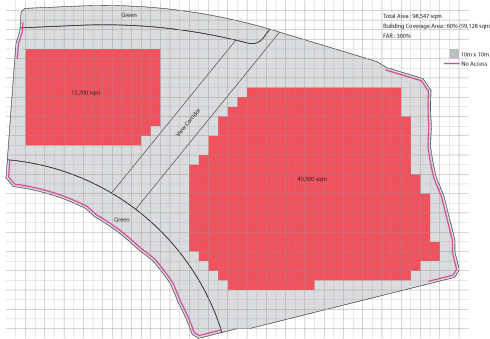 Green
Total Area : 98,547 sqm
Building Coverage Area : 60% (59,128 sqm
FAR : 300%
10m x 10m
No Access
13,700 sqm
View Corridor
45,300 sqm
Green